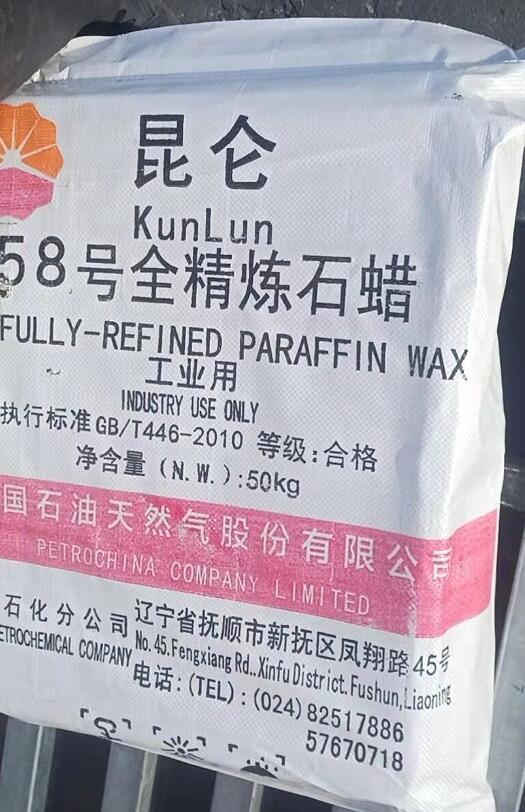 昆仑
KunLun
58号全精炼石蜡
FULLY-REFINED PARAFFIN WAX
工业用
INDUSTRY USE ONLY
执行标准GB/T446-2010 等级:合格
净含量(N.W.):50kg
国石油天然气股份有限公司
PETROCHINA COMPANY LIMITED
石化分公司
ETROCHEMICAL COMPANY
辽宁省抚顺市新抚区凤翔路45号
No.45.Fengxiang Rd.. Xinfu District. Fushun, Liaoning
电话:(TEL):(024)82517886
57670718